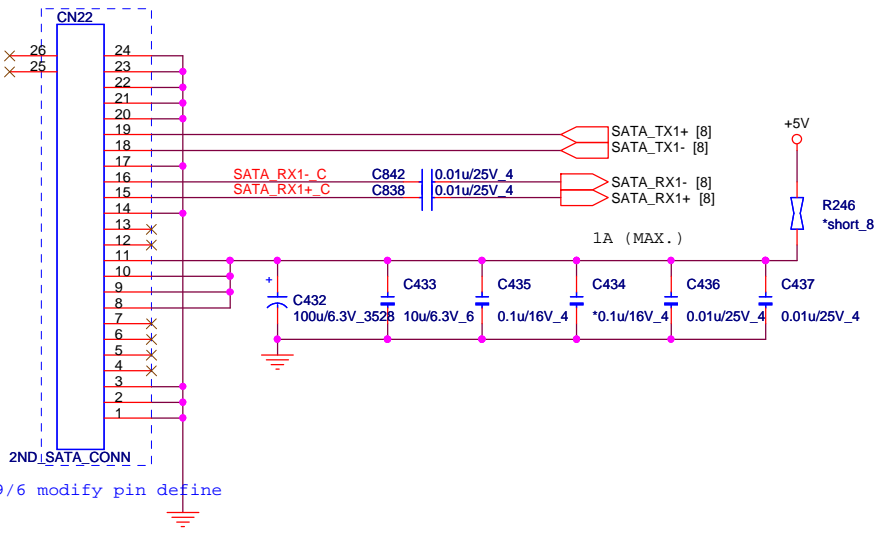 CN22
26
25
24
23
22
21
20
19
18
17
16
15
14
13
12
11
10
9
8
7
6
5
4
3
2
1
SATA_TX1+ [8]
SATA_TX1- [8]
SATA_RX1-_C C842 0.01u/25V_4 SATA_RX1- [8]
SATA_RX1+_C C838 0.01u/25V_4 SATA_RX1+ [8]
+5V
R246
*short_8
1A (MAX.)
+
C432
100u/6.3V_3528
C433
10u/6.3V_6
C435
0.1u/16V_4
C434
*0.1u/16V_4
C436
0.01u/25V_4
C437
0.01u/25V_4
2ND_SATA_CONN
9/6 modify pin define